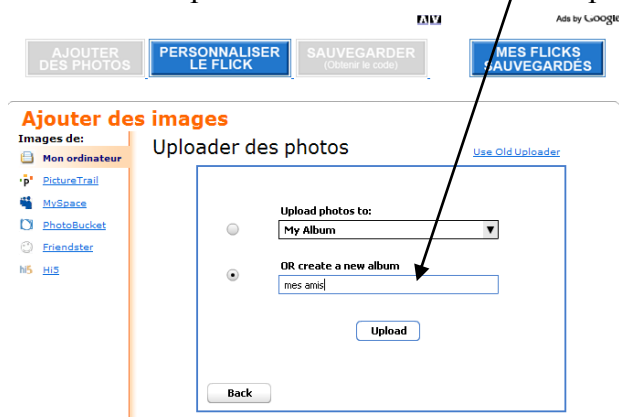 Ads by Google
AJOUTER DES PHOTOS
PERSONNALISER LE FLICK
SAUVEGARDER (Obtenir le code)
MES FLICKS SAUVEGARDÉS
Ajouter des images
Images de:
Mon ordinateur
PictureTrail
MySpace
PhotoBucket
Friendster
hi5 Hi5
Uploader des photos
Use Old Uploader
Upload photos to:
My Album
OR create a new album
mes amis
Upload
Back